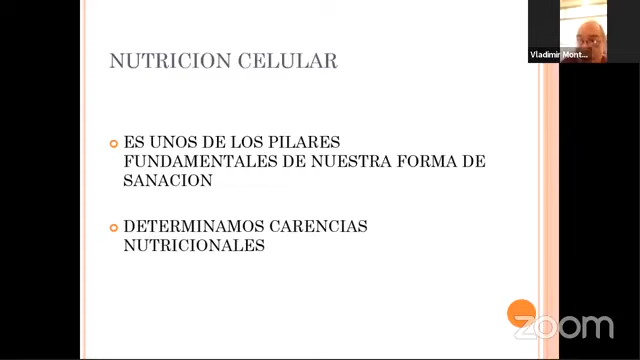 Vladimir Mont...
NUTRICION CELULAR
ES UNOS DE LOS PILARES
FUNDAMENTALES DE NUESTRA FORMA DE
SANACION
DETERMINAMOS CARENCIAS
NUTRICIONALES
zoom